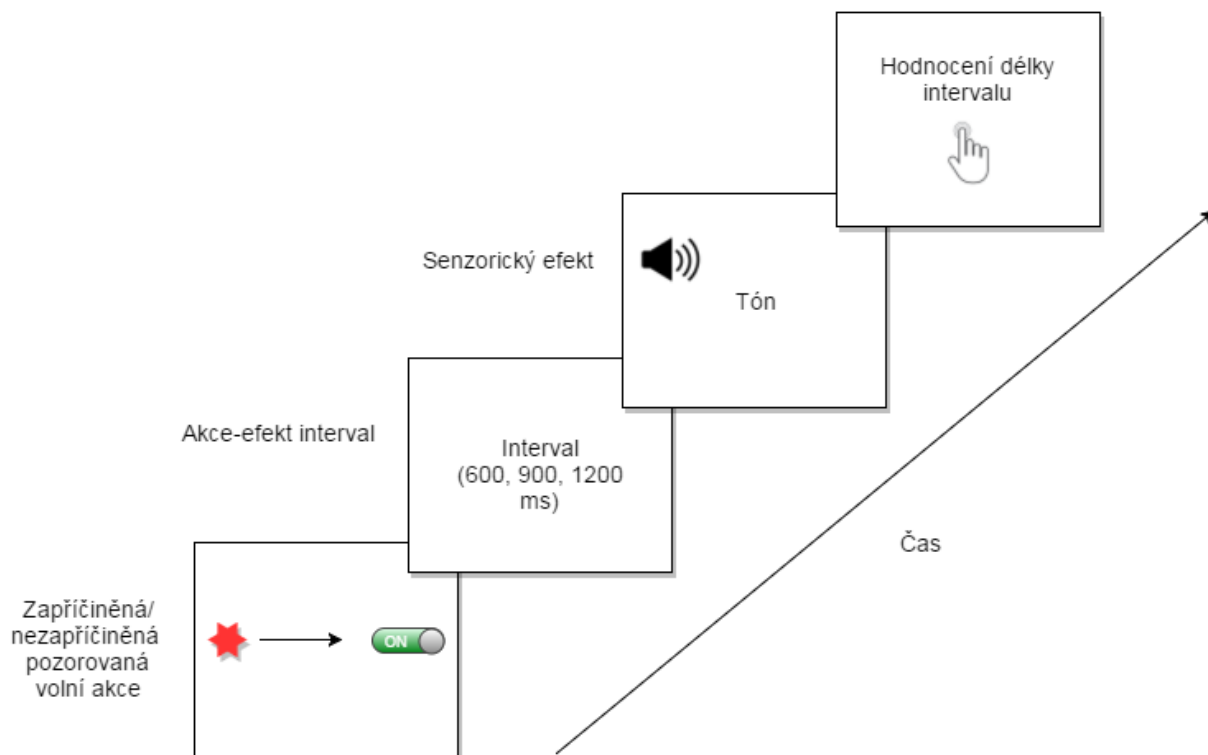 Hodnocení délky
intervalu
Senzorický efekt
Tón
Akce-efekt interval
Interval
(600, 900, 1200
ms)
Čas
Zapříčiněná/
nezapříčiněná
pozorovaná
volní akce
ON